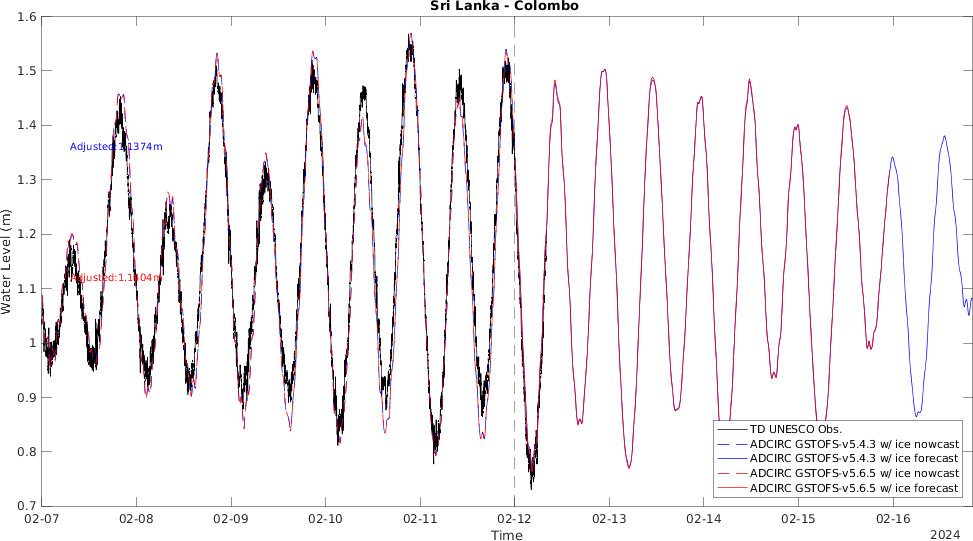 Sri Lanka - Colombo
1.6
1.5
1.4
1.3
1.2
1.1
1
0.9
0.8
0.7
Water Level (m)
Adjusted:1.1374m
Adjusted:1.1404m
TD UNESCO Obs.
ADCIRC GSTOFS-v5.4.3 w/ ice nowcast
ADCIRC GSTOFS-v5.4.3 w/ ice forecast
ADCIRC GSTOFS-v5.6.5 w/ ice nowcast
ADCIRC GSTOFS-v5.6.5 w/ ice forecast
02-07 02-08 02-09 02-10 02-11 02-12 02-13 02-14 02-15 02-16
Time
2024